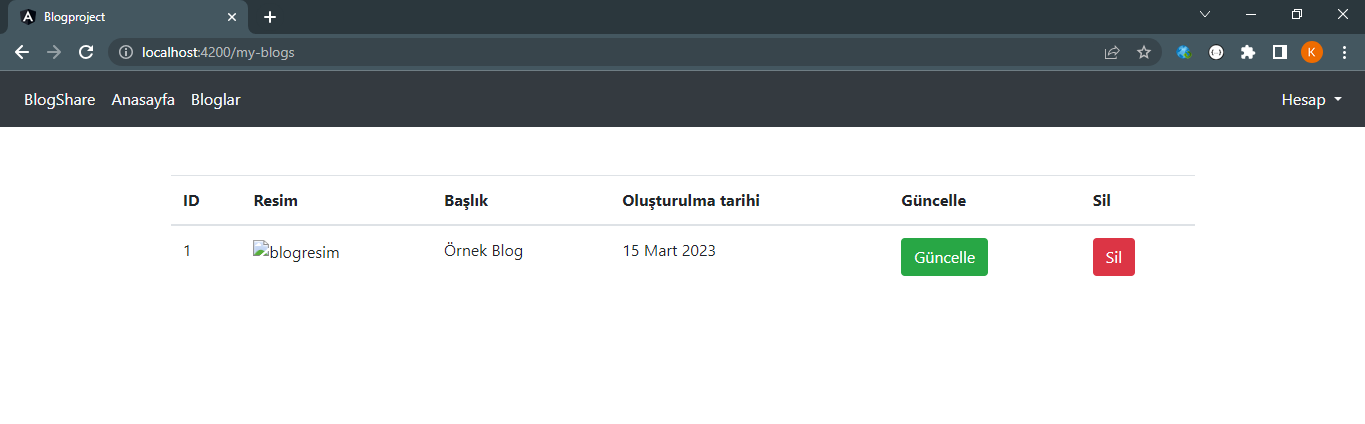 Blogproject
localhost:4200/my-blogs
K
BlogShare Anasayfa Bloglar Hesap
ID Resim Başlık Oluşturulma tarihi Güncelle Sil
1 blogresim Örnek Blog 15 Mart 2023 Güncelle Sil